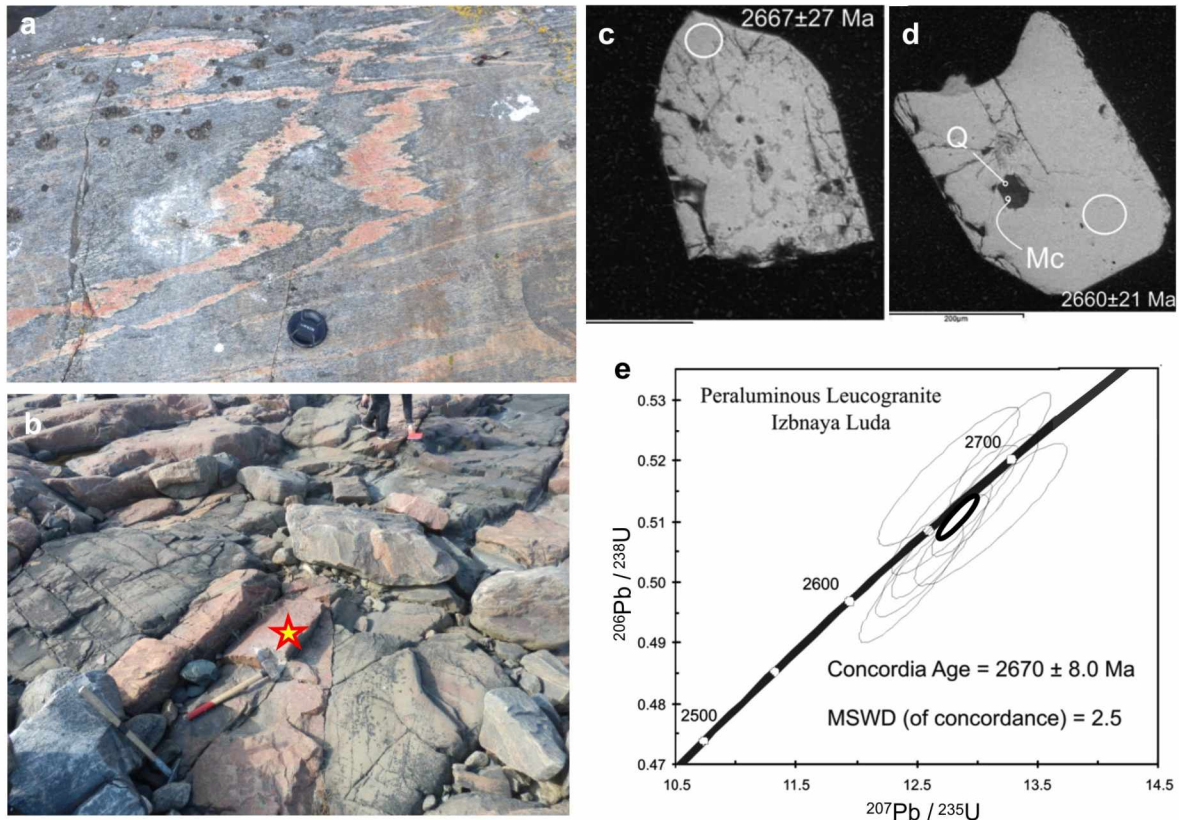 a
b
c
2667±27 Ma
d
Q
Mc
2660±21 Ma
200µm
e
Peraluminous Leucogranite
Izbnaya Luda
2700
2600
2500
0.53
0.52
0.51
0.50
0.49
0.48
0.47
10.5
11.5
12.5
13.5
14.5
206Pb / 238U
207Pb / 235U
Concordia Age = 2670 ± 8.0 Ma
MSWD (of concordance) = 2.5